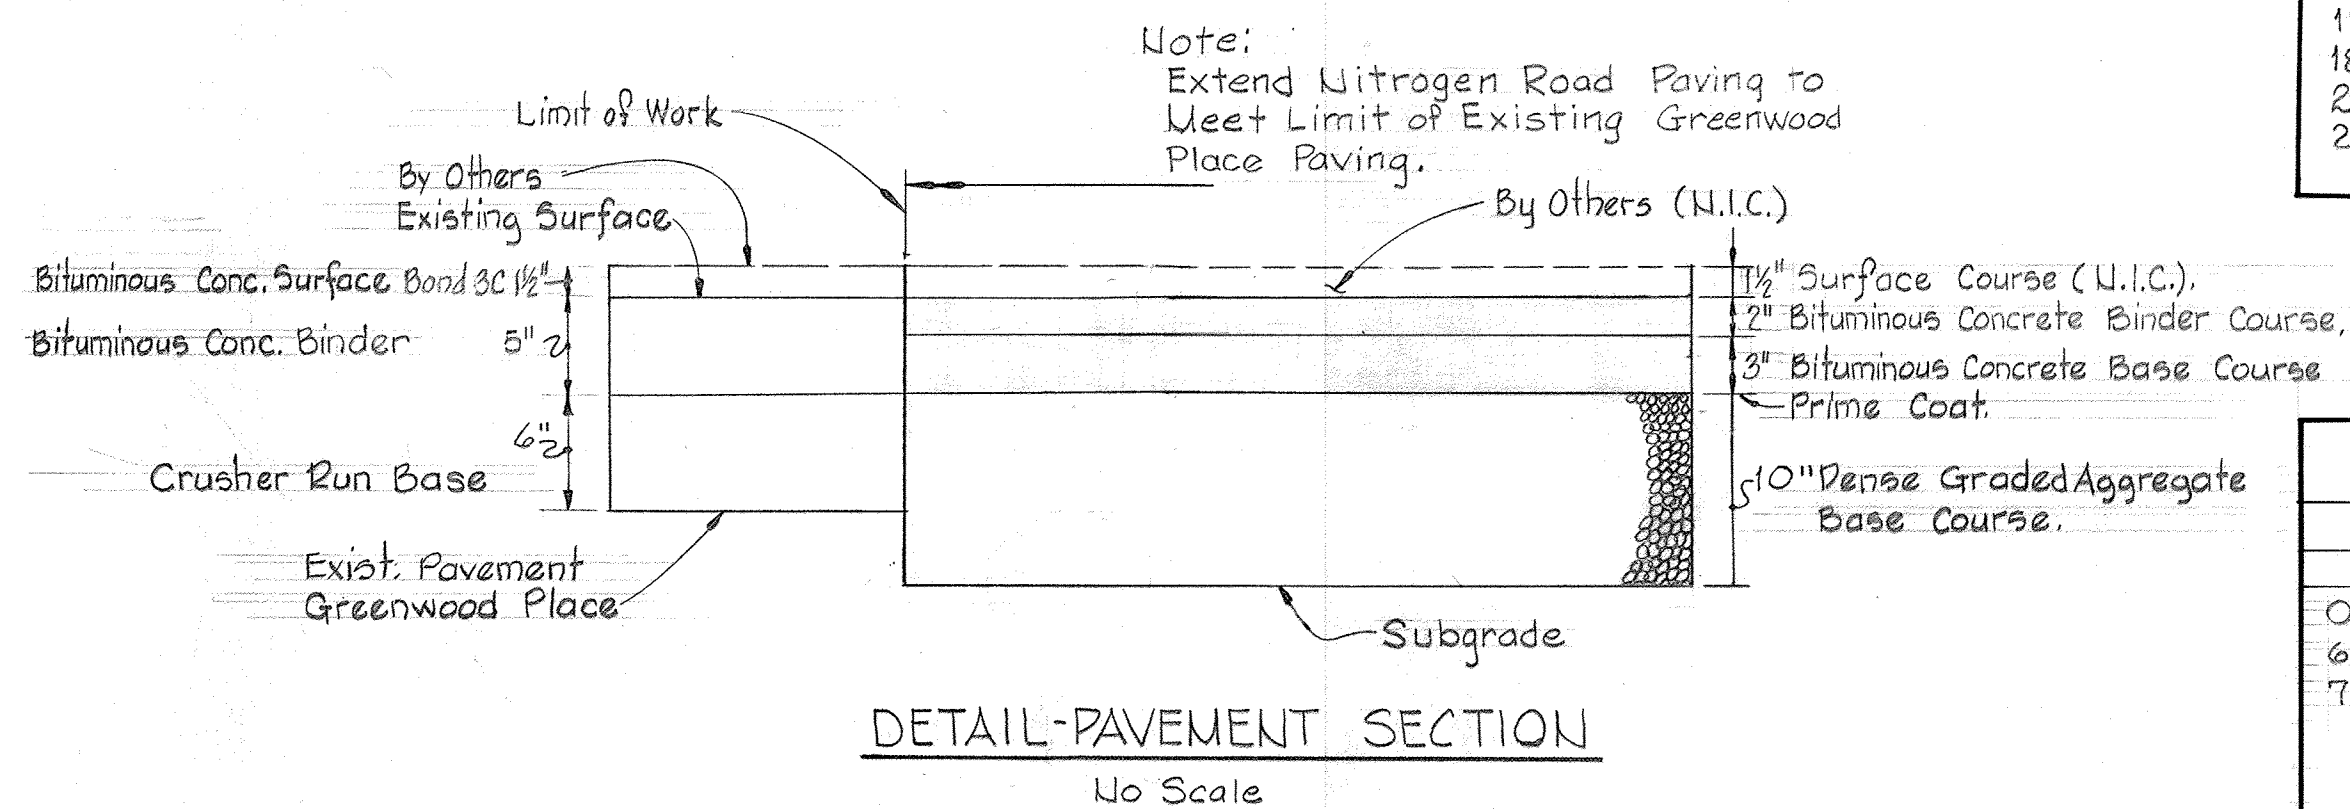 Note:
Extend Nitrogen Road Paving to
Meet Limit of Existing Greenwood
Place Paving.
Limit of Work
By Others
Existing Surface
By Others (N.I.C.)
Bituminous Conc. Surface Bond 3C 1½"
Bituminous Conc. Binder 5"
6"
Crusher Run Base
Exist. Pavement
Greenwood Place
1½" Surface Course (N.I.C.).
2" Bituminous Concrete Binder Course,
3" Bituminous Concrete Base Course
Prime Coat.
10" Dense Graded Aggregate
Base Course.
Subgrade
DETAIL-PAVEMENT SECTION
No Scale